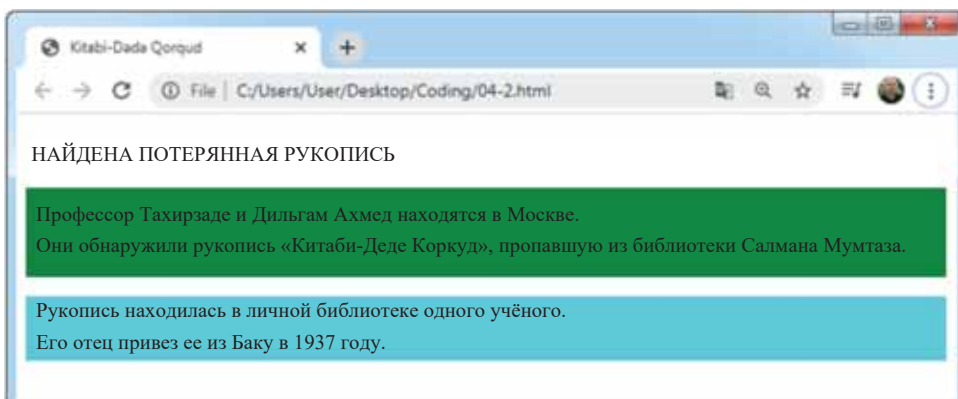 Kitabi-Dada Qorqud
File | C:/Users/User/Desktop/Coding/04-2.html
НАЙДЕНА ПОТЕРЯННАЯ РУКОПИСЬ
Профессор Тахирзаде и Дильгам Ахмед находятся в Москве.
Они обнаружили рукопись «Китаби-Деде Коркуд», пропавшую из библиотеки Салмана Мумтаза.
Рукопись находилась в личной библиотеке одного учёного.
Его отец привез ее из Баку в 1937 году.